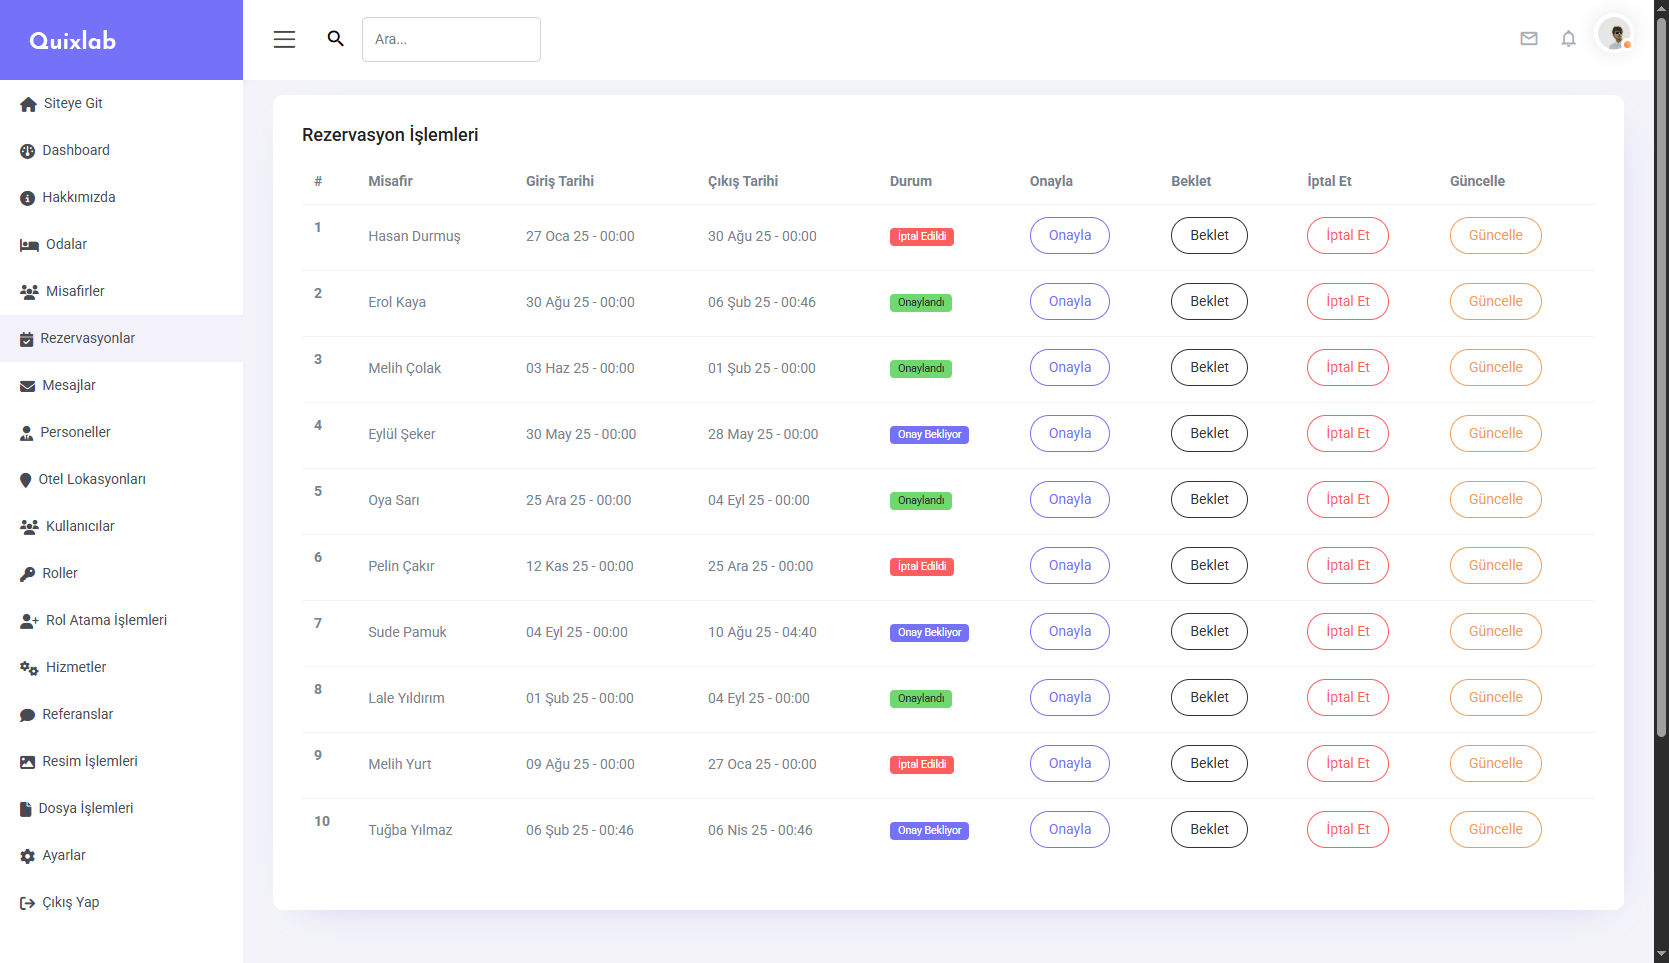 Quixlab
Ara...
Siteye Git
Dashboard
Hakkımızda
Odalar
Misafirler
Rezervasyonlar
Mesajlar
Personeller
Otel Lokasyonları
Kullanıcılar
Roller
Rol Atama İşlemleri
Hizmetler
Referanslar
Resim İşlemleri
Dosya İşlemleri
Ayarlar
Çıkış Yap
Rezervasyon İşlemleri
# Misafir Giriş Tarihi Çıkış Tarihi Durum Onayla Beklet İptal Et Güncelle
1 Hasan Durmuş 27 Oca 25 - 00:00 30 Ağu 25 - 00:00 İptal Edildi Onayla Beklet İptal Et Güncelle
2 Erol Kaya 30 Ağu 25 - 00:00 06 Şub 25 - 00:46 Onaylandı Onayla Beklet İptal Et Güncelle
3 Melih Çolak 03 Haz 25 - 00:00 01 Şub 25 - 00:00 Onaylandı Onayla Beklet İptal Et Güncelle
4 Eylül Şeker 30 May 25 - 00:00 28 May 25 - 00:00 Onay Bekliyor Onayla Beklet İptal Et Güncelle
5 Oya Sarı 25 Ara 25 - 00:00 04 Eyl 25 - 00:00 Onaylandı Onayla Beklet İptal Et Güncelle
6 Pelin Çakır 12 Kas 25 - 00:00 25 Ara 25 - 00:00 İptal Edildi Onayla Beklet İptal Et Güncelle
7 Sude Pamuk 04 Eyl 25 - 00:00 10 Ağu 25 - 04:40 Onay Bekliyor Onayla Beklet İptal Et Güncelle
8 Lale Yıldırım 01 Şub 25 - 00:00 04 Eyl 25 - 00:00 Onaylandı Onayla Beklet İptal Et Güncelle
9 Melih Yurt 09 Ağu 25 - 00:00 27 Oca 25 - 00:00 İptal Edildi Onayla Beklet İptal Et Güncelle
10 Tuğba Yılmaz 06 Şub 25 - 00:46 06 Nis 25 - 00:46 Onay Bekliyor Onayla Beklet İptal Et Güncelle